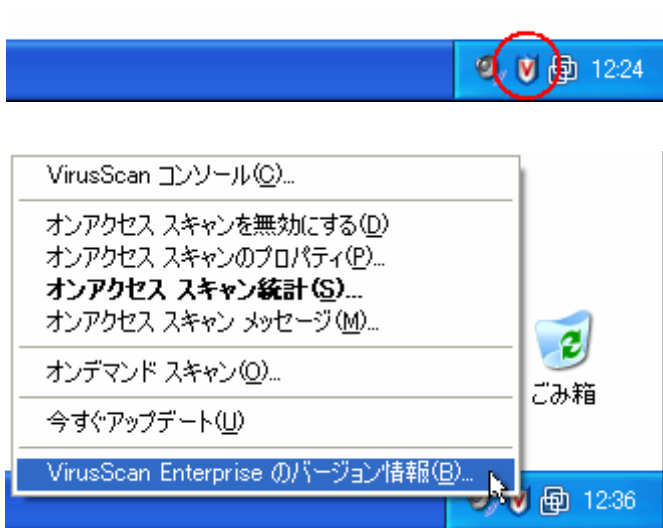 12:24
VirusScan コンソール(C)...
オンアクセス スキャンを無効にする(D)
オンアクセス スキャンのプロパティ(P)...
オンアクセス スキャン統計(S)...
オンアクセス スキャン メッセージ(M)...
オンデマンド スキャン(O)...
ごみ箱
今すぐアップデート(U)
VirusScan Enterprise のバージョン情報(B)...
12:36